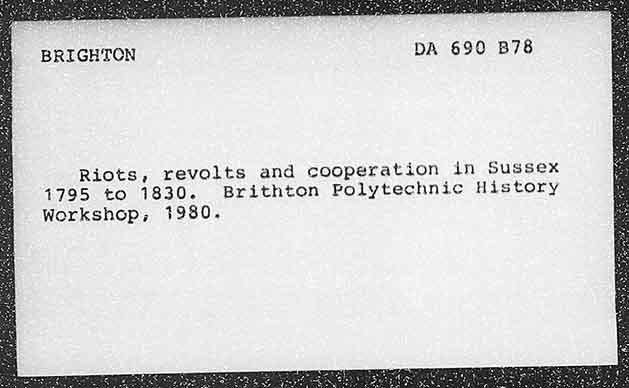 BRIGHTON DA 690 B78
Riots, revolts and cooperation in Sussex
1795 to 1830. Brithton Polytechnic History
Workshop, 1980.